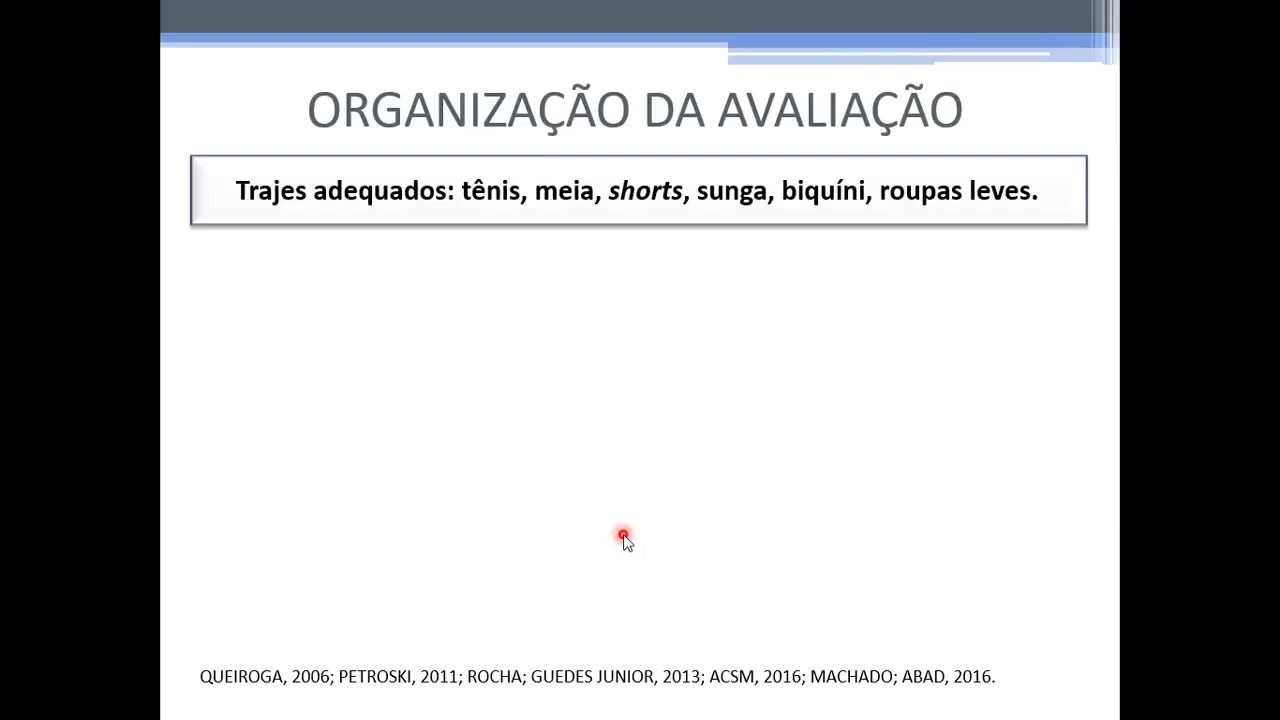 ORGANIZAÇÃO DA AVALIAÇÃO
Trajes adequados: tênis, meia, shorts, sunga, biquíni, roupas leves.
QUEIROGA, 2006; PETROSKI, 2011; ROCHA; GUEDES JUNIOR, 2013; ACSM, 2016; MACHADO; ABAD, 2016.